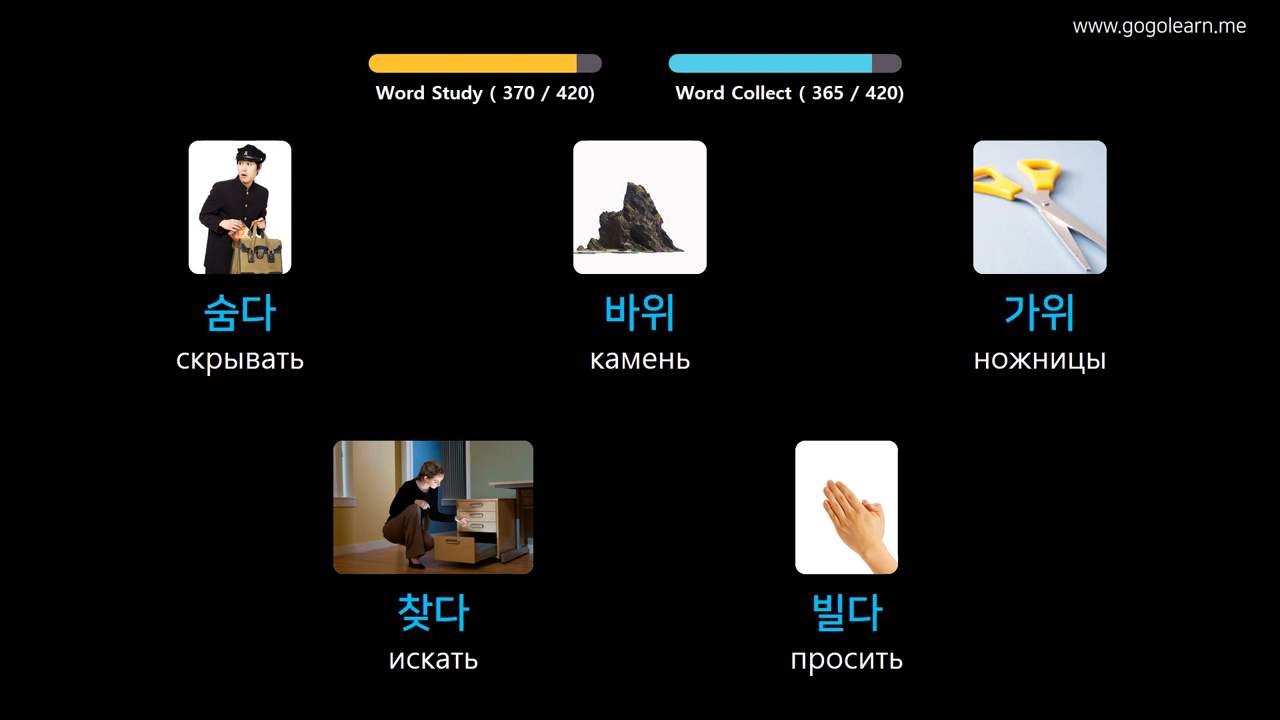 www.gogolearn.me
Word Study ( 370 / 420)
Word Collect ( 365 / 420)
숨다
바위
가위
скрывать
камень
ножницы
찾다
빌다
искать
просить